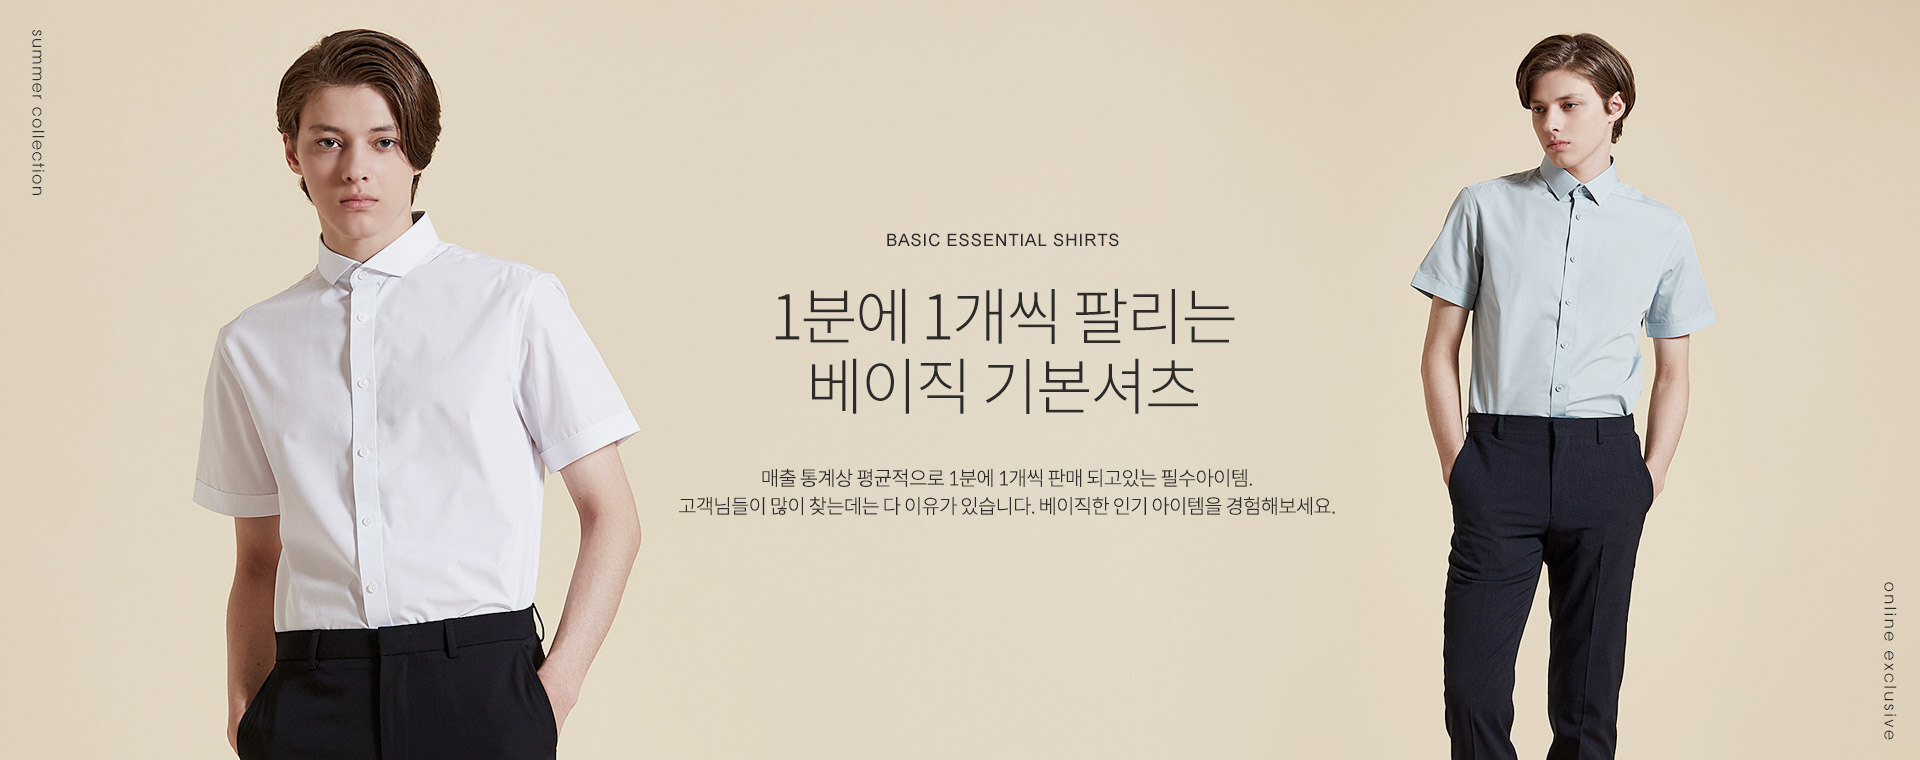 summer collection
BASIC ESSENTIAL SHIRTS
1분에 1개씩 팔리는
베이직 기본셔츠
매출 통계상 평균적으로 1분에 1개씩 판매 되고있는 필수아이템.
고객님들이 많이 찾는데는 다 이유가 있습니다. 베이직한 인기 아이템을 경험해보세요.
online exclusive